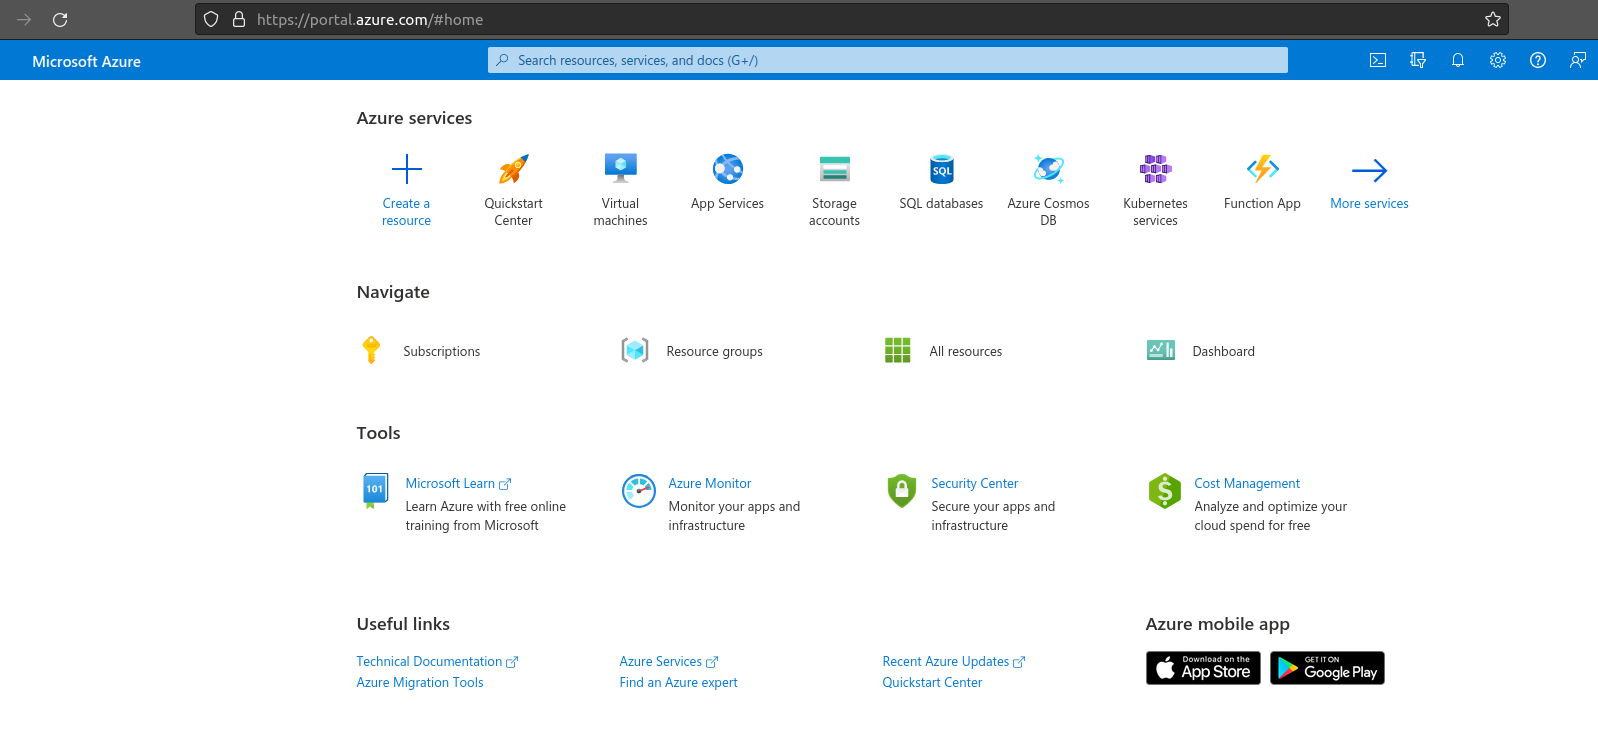 https://portal.azure.com/#home
Microsoft Azure
Search resources, services, and docs (G+/)
Azure services
Create a
resource
Quickstart
Center
Virtual
machines
App Services
Storage
accounts
SQL
SQL databases
Azure Cosmos
DB
Kubernetes
services
Function App
More services
Navigate
Subscriptions
Resource groups
All resources
Dashboard
Tools
101
Microsoft Learn
Learn Azure with free online
training from Microsoft
Azure Monitor
Monitor your apps and
infrastructure
Security Center
Secure your apps and
infrastructure
$
Cost Management
Analyze and optimize your
cloud spend for free
Useful links
Technical Documentation
Azure Migration Tools
Azure Services
Find an Azure expert
Recent Azure Updates
Quickstart Center
Azure mobile app
Download on the
App Store
GET IT ON
Google Play